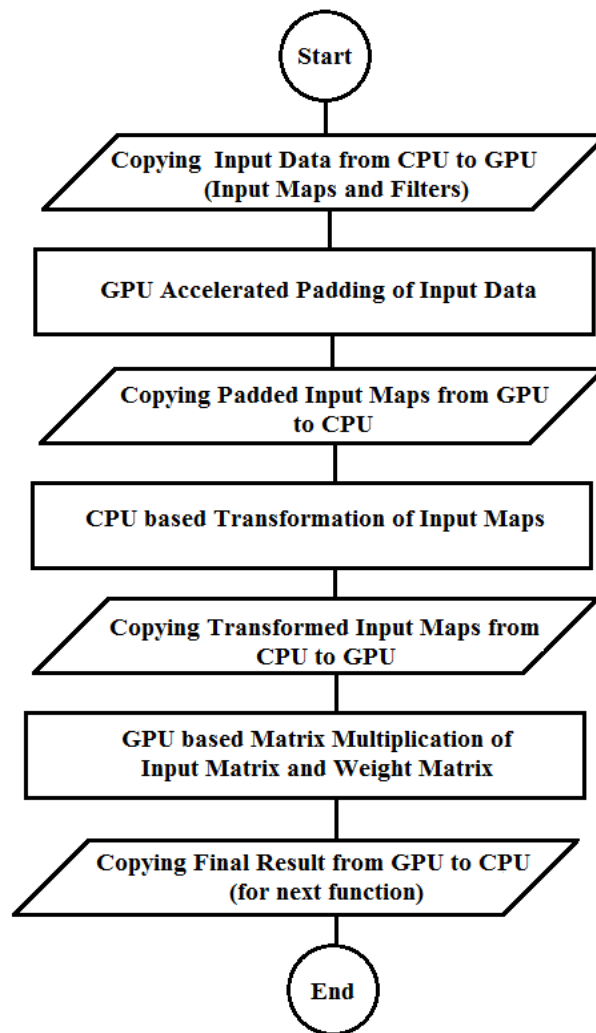 Start
Copying Input Data from CPU to GPU
(Input Maps and Filters)
GPU Accelerated Padding of Input Data
Copying Padded Input Maps from GPU
to CPU
CPU based Transformation of Input Maps
Copying Transformed Input Maps from
CPU to GPU
GPU based Matrix Multiplication of
Input Matrix and Weight Matrix
Copying Final Result from GPU to CPU
(for next function)
End